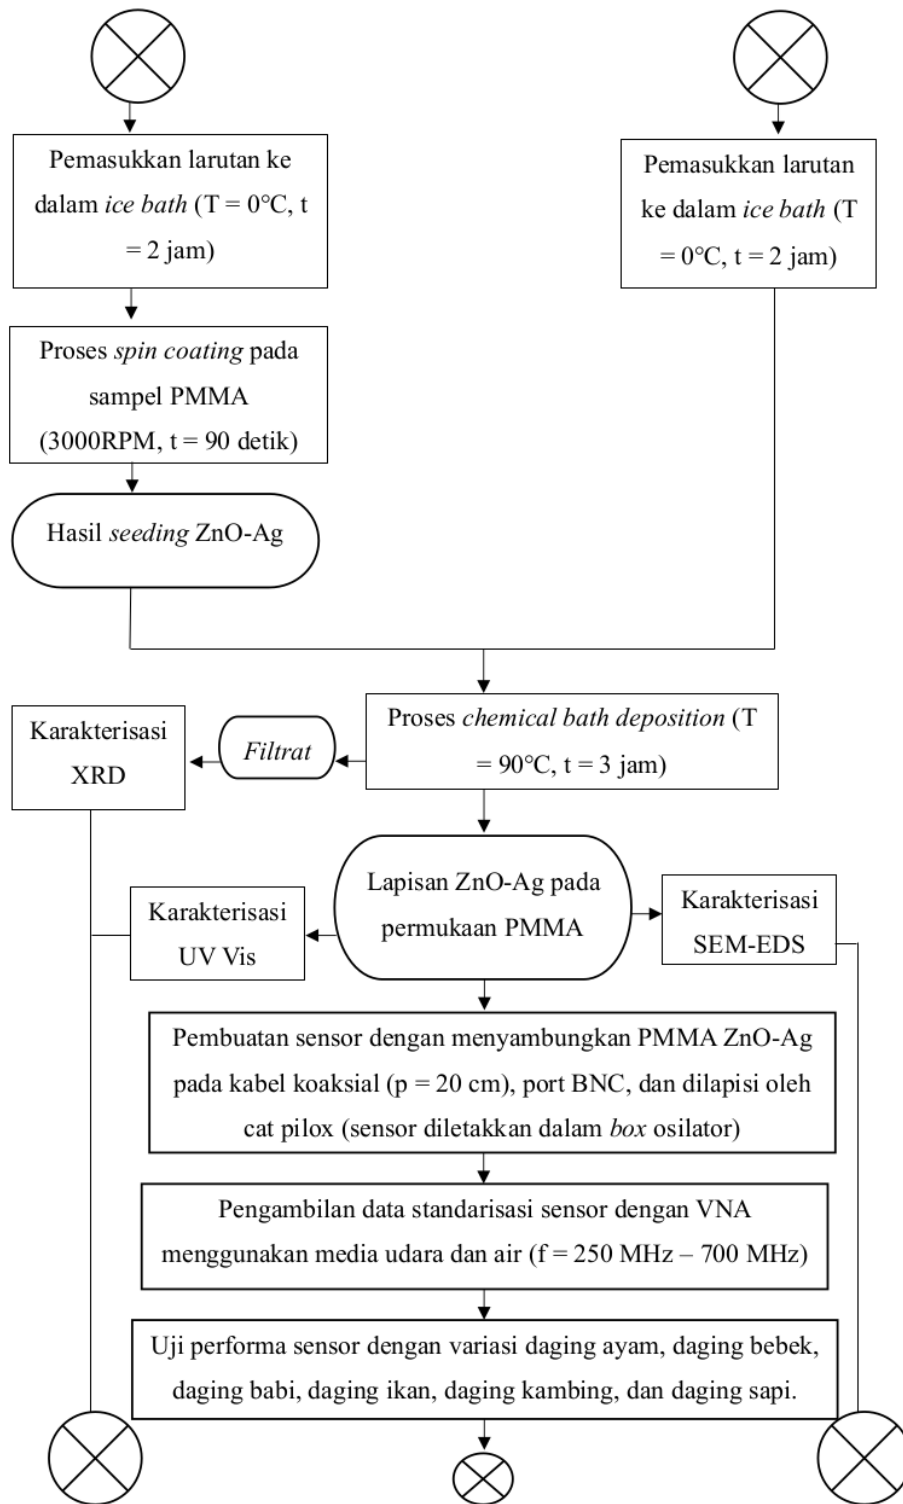 Pemasukkan larutan ke
dalam ice bath (T = 0°C, t
= 2 jam)
Pemasukkan larutan
ke dalam ice bath (T
= 0°C, t = 2 jam)
Proses spin coating pada
sampel PMMA
(3000RPM, t = 90 detik)
Hasil seeding ZnO-Ag
Proses chemical bath deposition (T
= 90°C, t = 3 jam)
Filtrat
Karakterisasi
XRD
Lapisan ZnO-Ag pada
permukaan PMMA
Karakterisasi
UV Vis
Karakterisasi
SEM-EDS
Pembuatan sensor dengan menyambungkan PMMA ZnO-Ag
pada kabel koaksial (p = 20 cm), port BNC, dan dilapisi oleh
cat pilox (sensor diletakkan dalam box osilator)
Pengambilan data standarisasi sensor dengan VNA
menggunakan media udara dan air (f = 250 MHz – 700 MHz)
Uji performa sensor dengan variasi daging ayam, daging bebek,
daging babi, daging ikan, daging kambing, dan daging sapi.